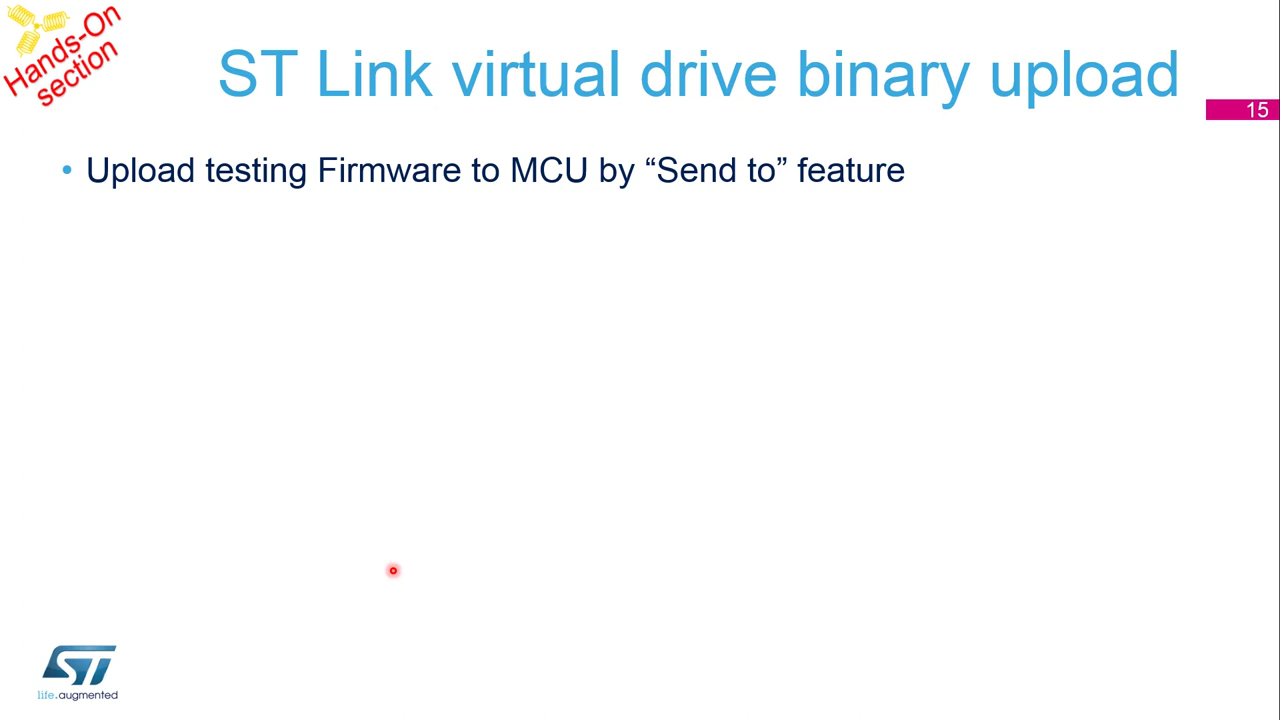 Hands-On
section
ST Link virtual drive binary upload
15
• Upload testing Firmware to MCU by “Send to” feature
ST
life.augmented